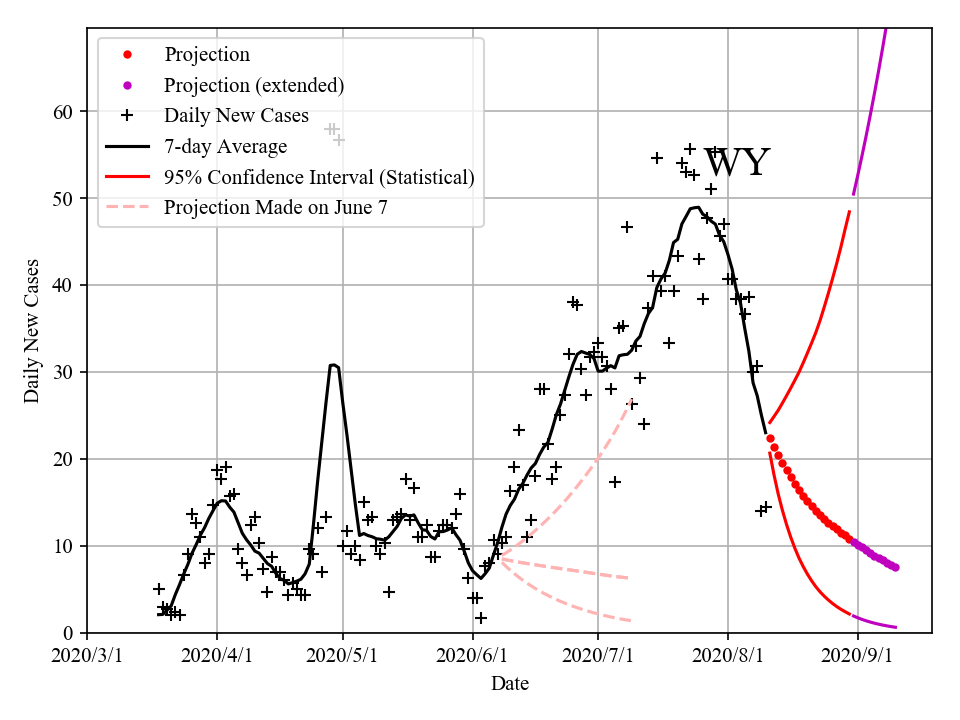 Projection
Projection (extended)
Daily New Cases
7-day Average
95% Confidence Interval (Statistical)
Projection Made on June 7
WY
60
50
40
30
20
10
0
Daily New Cases
2020/3/1 2020/4/1 2020/5/1 2020/6/1 2020/7/1 2020/8/1 2020/9/1
Date